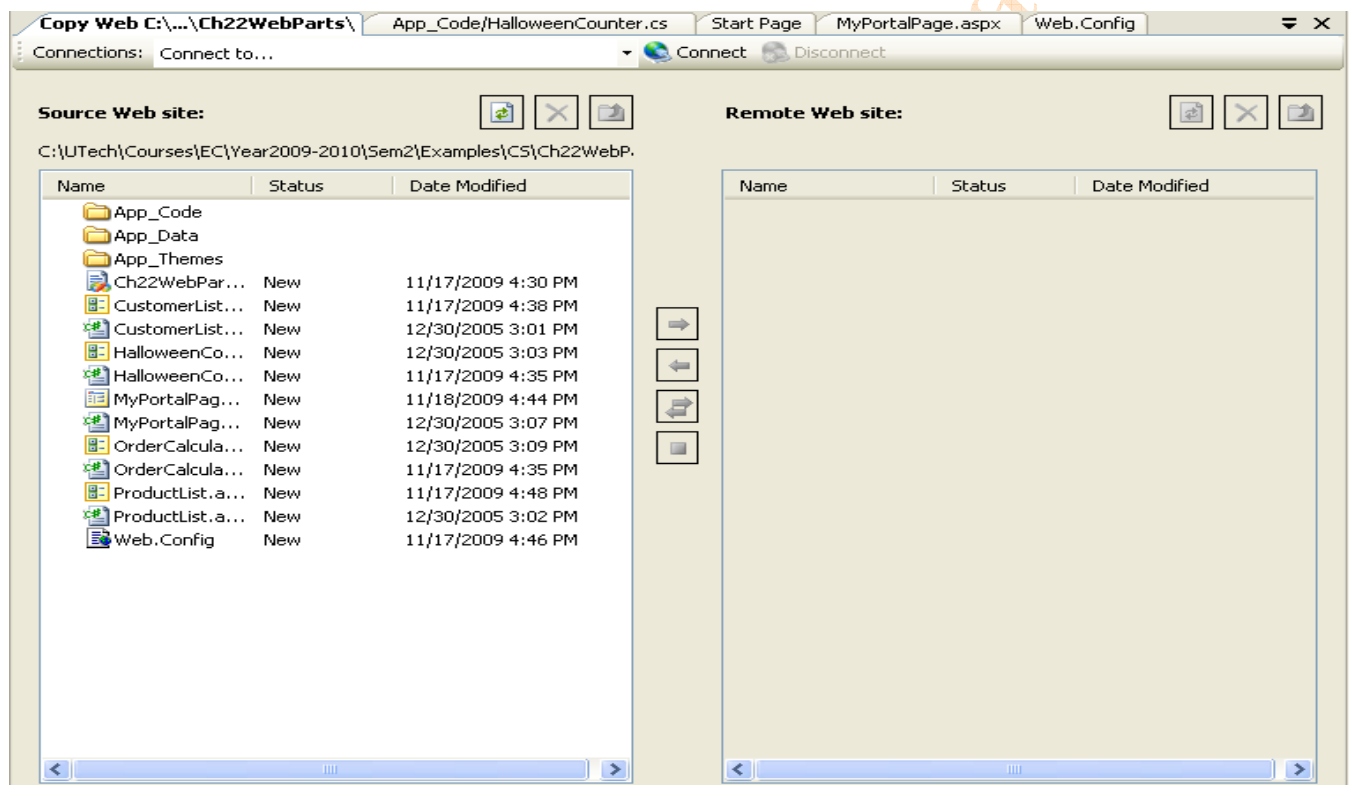 Copy Web C:\...\Ch22WebParts\ App_Code/HalloweenCounter.cs Start Page MyPortalPage.aspx Web.Config
Connections: Connect to... Connect Disconnect
Source Web site:
C:\UTech\Courses\EC\Year2009-2010\Sem2\Examples\CS\Ch22WebP.
Name Status Date Modified
App_Code
App_Data
App_Themes
Ch22WebPar... New 11/17/2009 4:30 PM
CustomerList... New 11/17/2009 4:38 PM
CustomerList... New 12/30/2005 3:01 PM
HalloweenCo... New 12/30/2005 3:03 PM
HalloweenCo... New 11/17/2009 4:35 PM
MyPortalPag... New 11/18/2009 4:44 PM
MyPortalPag... New 12/30/2005 3:07 PM
OrderCalcula... New 12/30/2005 3:09 PM
OrderCalcula... New 11/17/2009 4:35 PM
ProductList.a... New 11/17/2009 4:48 PM
ProductList.a... New 12/30/2005 3:02 PM
Web.Config New 11/17/2009 4:46 PM
Remote Web site:
Name Status Date Modified